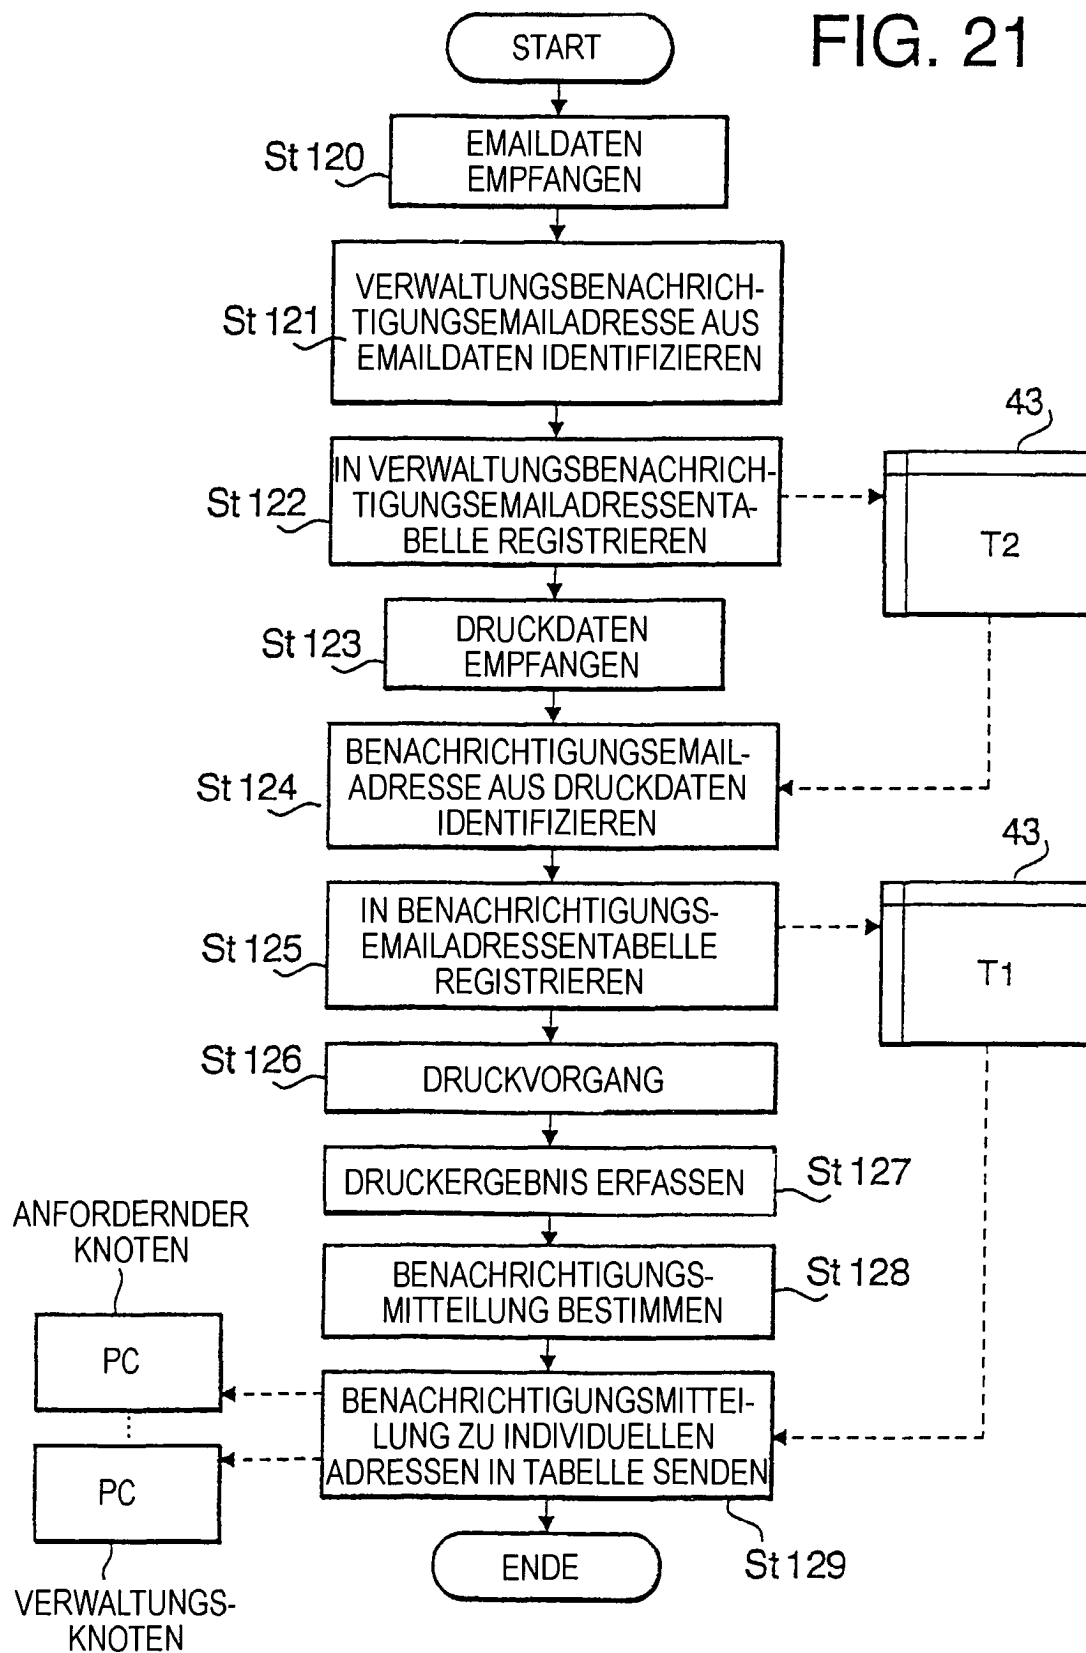 FIG. 21
START
St 120
EMAILDATEN
EMPFANGEN
St 121
VERWALTUNGSBENACHRICH-
TIGUNGSEMAILADRESSE AUS
EMAILDATEN IDENTIFIZIEREN
43
St 122
IN VERWALTUNGSBENACHRICH-
TIGUNGSEMAILADRESSENTA-
BELLE REGISTRIEREN
T2
St 123
DRUCKDATEN
EMPFANGEN
St 124
BENACHRICHTIGUNGSEMAIL-
ADRESSE AUS DRUCKDATEN
IDENTIFIZIEREN
43
St 125
IN BENACHRICHTIGUNGS-
EMAILADRESSENTABELLE
REGISTRIEREN
T1
St 126
DRUCKVORGANG
DRUCKERGEBNIS ERFASSEN
St 127
ANFORDERNDER
KNOTEN
BENACHRICHTIGUNGS-
MITTEILUNG BESTIMMEN
St 128
PC
BENACHRICHTIGUNGSMITTEI-
LUNG ZU INDIVIDUELLEN
ADRESSEN IN TABELLE SENDEN
PC
St 129
ENDE
VERWALTUNGS-
KNOTEN